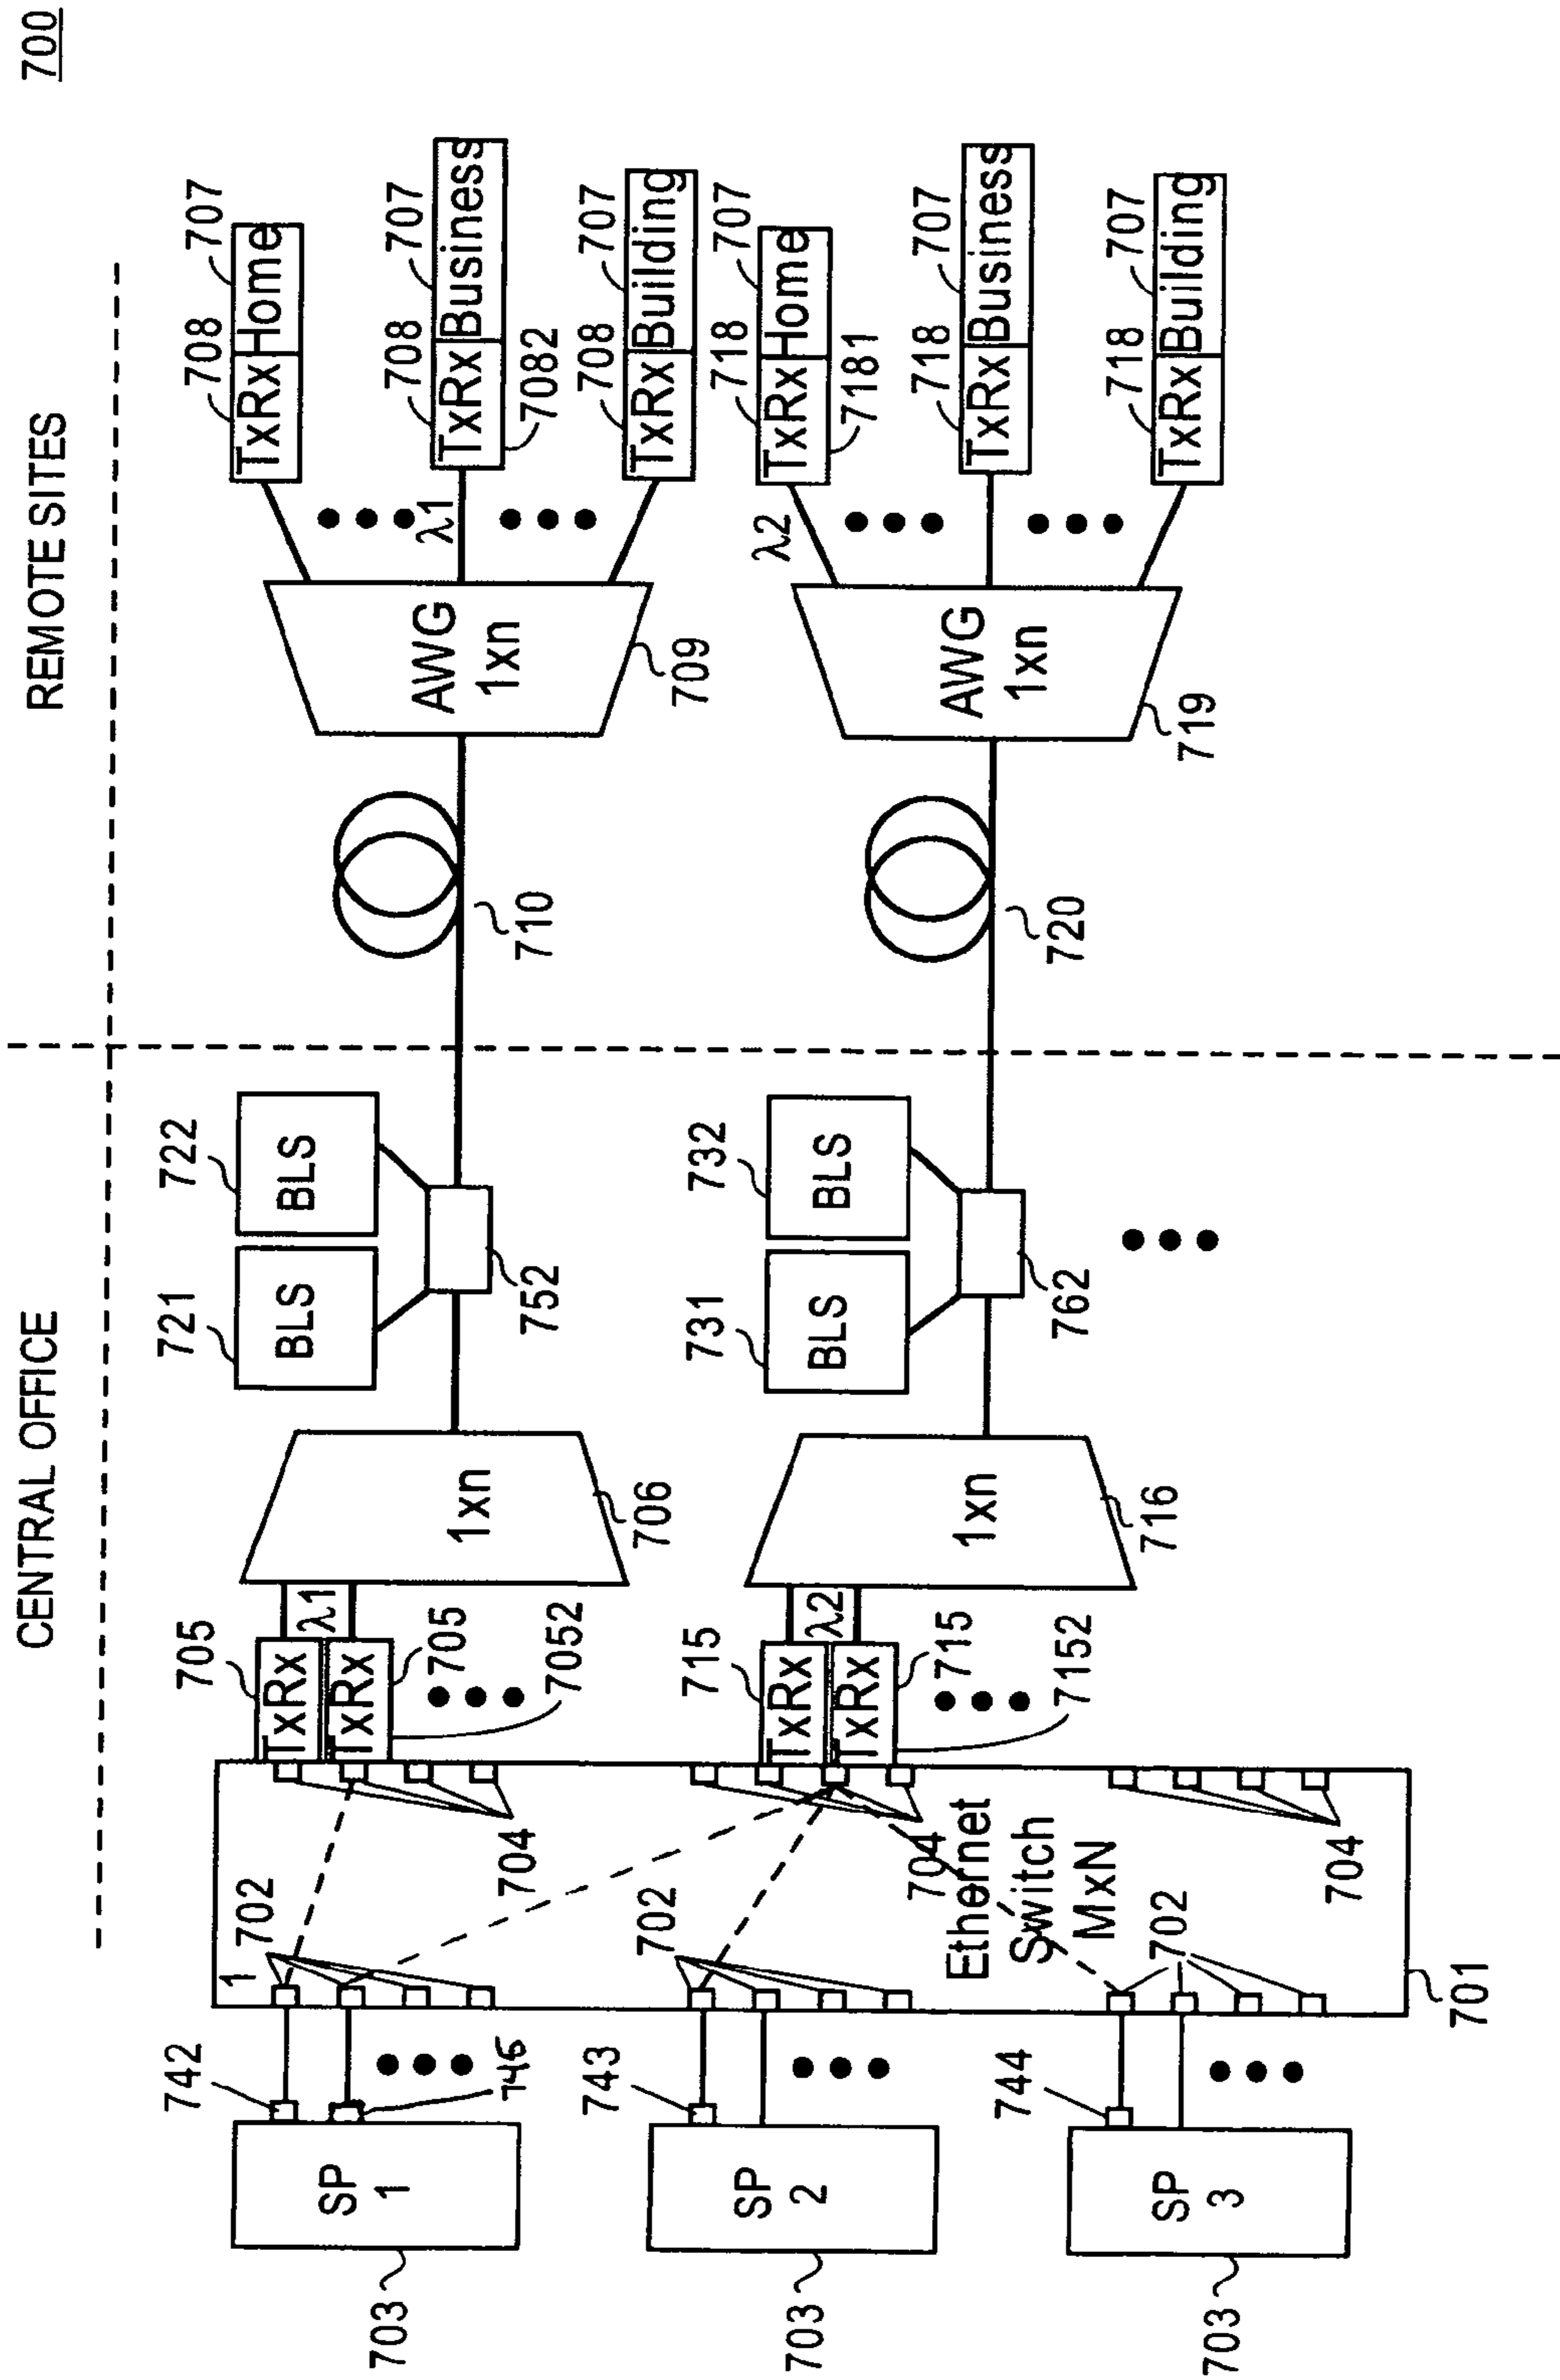 700
CENTRAL OFFICE
REMOTE SITES
703
SP
1
742
746
702
1
704
705
TxRx
TxRx
705
7052
λ1
1xn
706
721
BLS
722
BLS
752
710
AWG
1xn
709
λ1
708
707
TxRx
Home
708
707
TxRx
Business
7082
708
707
TxRx
Building
703
SP
2
743
702
704
715
TxRx
TxRx
715
7152
λ2
1xn
716
731
BLS
732
BLS
762
720
AWG
1xn
719
λ2
718
707
TxRx
Home
7181
718
707
TxRx
Business
718
707
TxRx
Building
703
SP
3
744
702
704
Ethernet
Switch
MxN
701